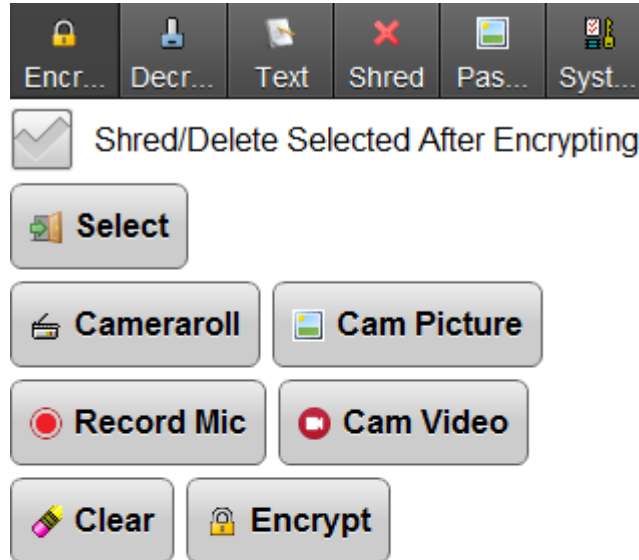 Encr... Decr... Text Shred Pas... Syst...
Shred/Delete Selected After Encrypting
Select
Cameraroll Cam Picture
Record Mic Cam Video
Clear Encrypt